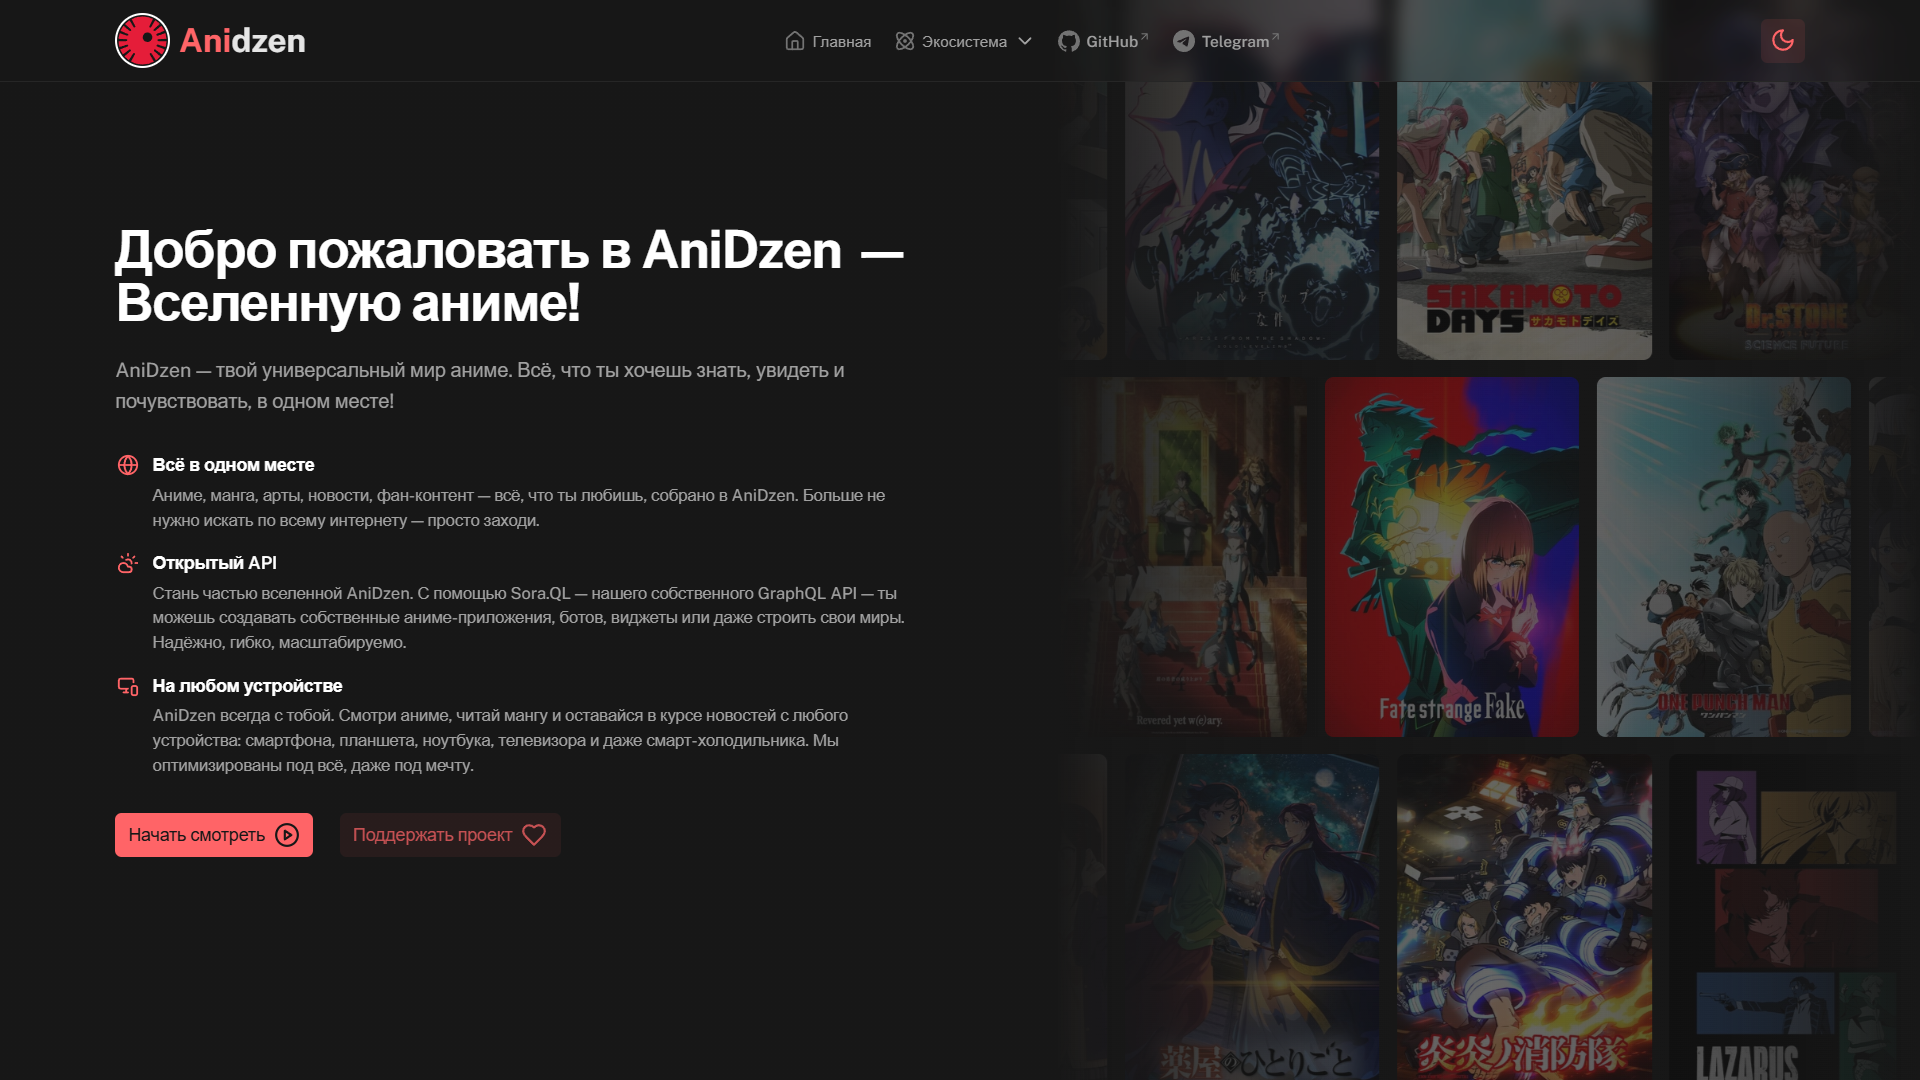 Anidzen
Главная
Экосистема
GitHub
Telegram
Добро пожаловать в AniDzen —
Вселенную аниме!
AniDzen — твой универсальный мир аниме. Всё, что ты хочешь знать, увидеть и
почувствовать, в одном месте!
Всё в одном месте
Аниме, манга, арты, новости, фан-контент — всё, что ты любишь, собрано в AniDzen. Больше не
нужно искать по всему интернету — просто заходи.
Открытый API
Стань частью вселенной AniDzen. С помощью Sora.QL — нашего собственного GraphQL API — ты
можешь создавать собственные аниме-приложения, ботов, виджеты или даже строить свои миры.
Надёжно, гибко, масштабируемо.
На любом устройстве
AniDzen всегда с тобой. Смотри аниме, читай мангу и оставайся в курсе новостей с любого
устройства: смартфона, планшета, ноутбука, телевизора и даже смарт-холодильника. Мы
оптимизированы под всё, даже под мечту.
Начать смотреть
Поддержать проект
SAKAMOTO
DAYS サカモトデイズ
Dr.STONE
SCIENCE FUTURE
Revered yet w(e)ary.
Fate strange Fake
ONE PUNCH MAN
ワンパンマン
薬屋のひとりごと
炎炎ノ消防隊
LAZARUS